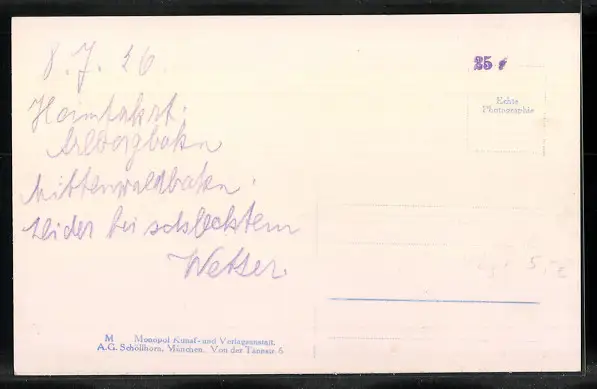 8.7.26.
Heimfahrt:
Arlbergbahn
Mittenwaldbahn.
Leider bei schlechtem
Wetter
25
Echte
Photographie
M Monopol Kunst- und Verlagsanstalt.
A.G. Schöllhorn, München. Von der Tannstr. 6